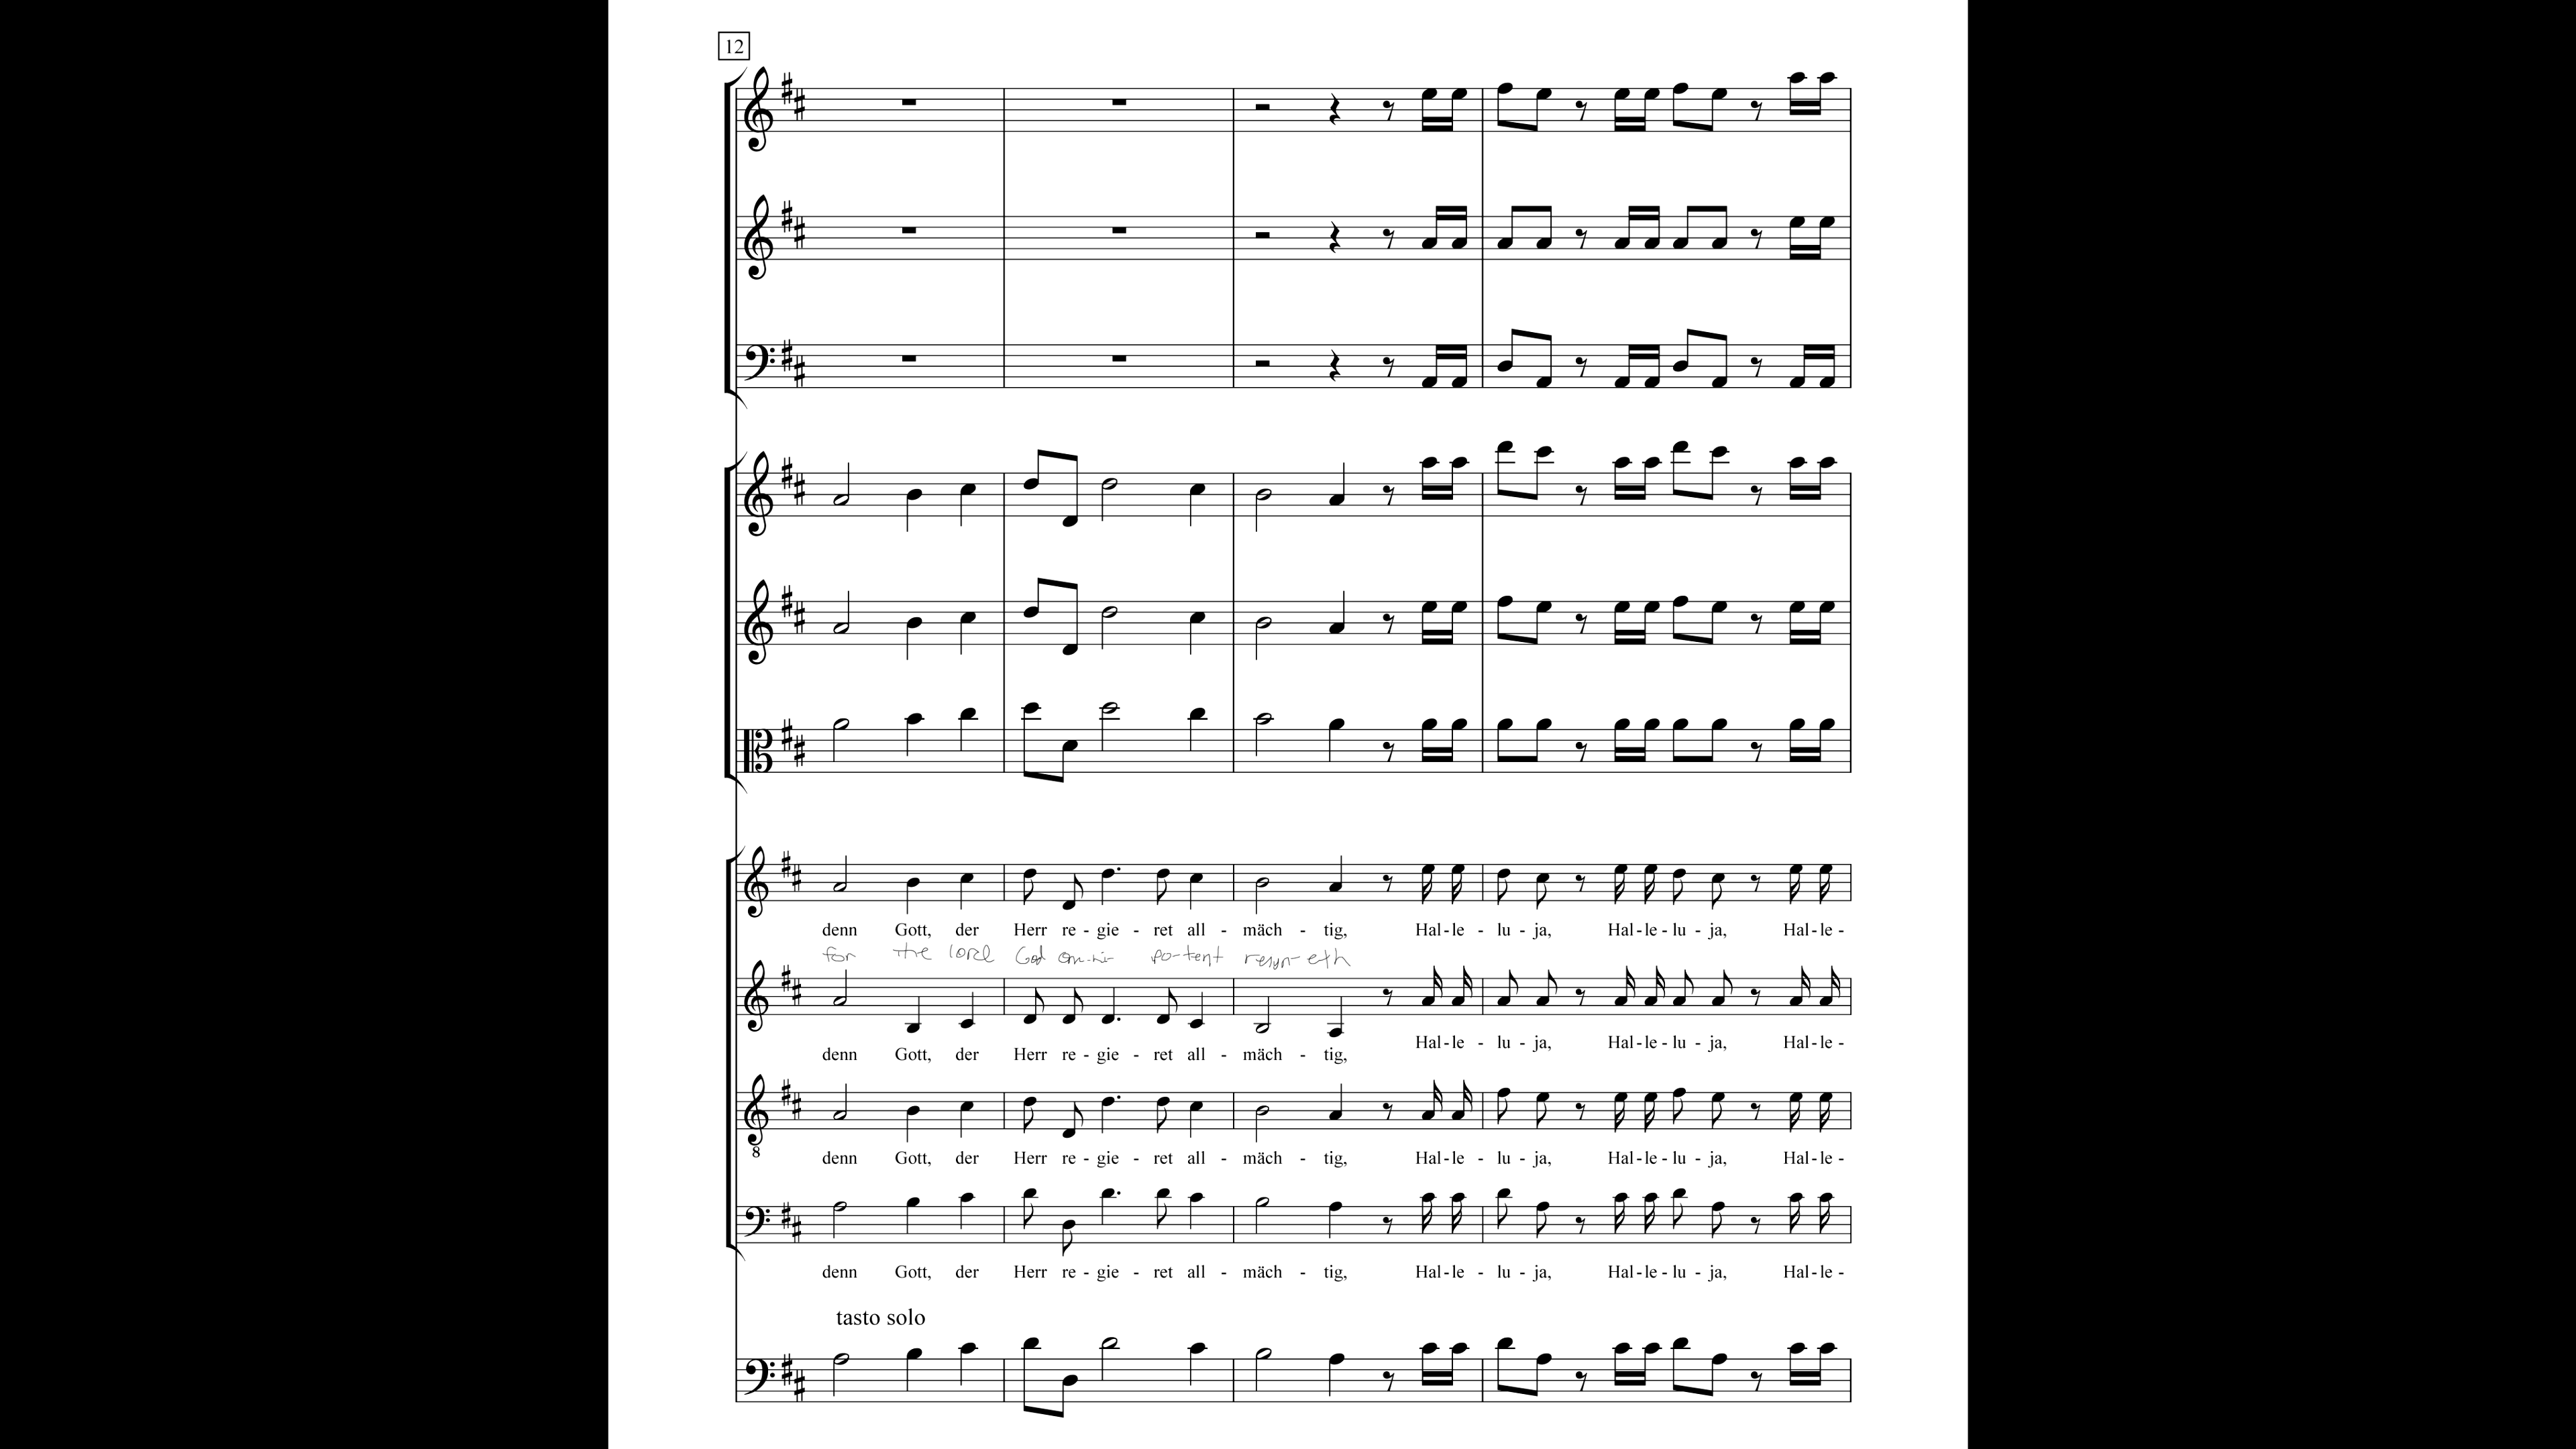 12
denn Gott, der Herr re - gie - ret all - mäch - tig, Hal - le - lu - ja, Hal - le - lu - ja, Hal - le -
for the lord God om-ni- po-tent resyn-eth
Hal - le - lu - ja, Hal - le - lu - ja, Hal - le -
denn Gott, der Herr re - gie - ret all - mäch - tig,
8
denn Gott, der Herr re - gie - ret all - mäch - tig, Hal - le - lu - ja, Hal - le - lu - ja, Hal - le -
denn Gott, der Herr re - gie - ret all - mäch - tig, Hal - le - lu - ja, Hal - le - lu - ja, Hal - le -
tasto solo